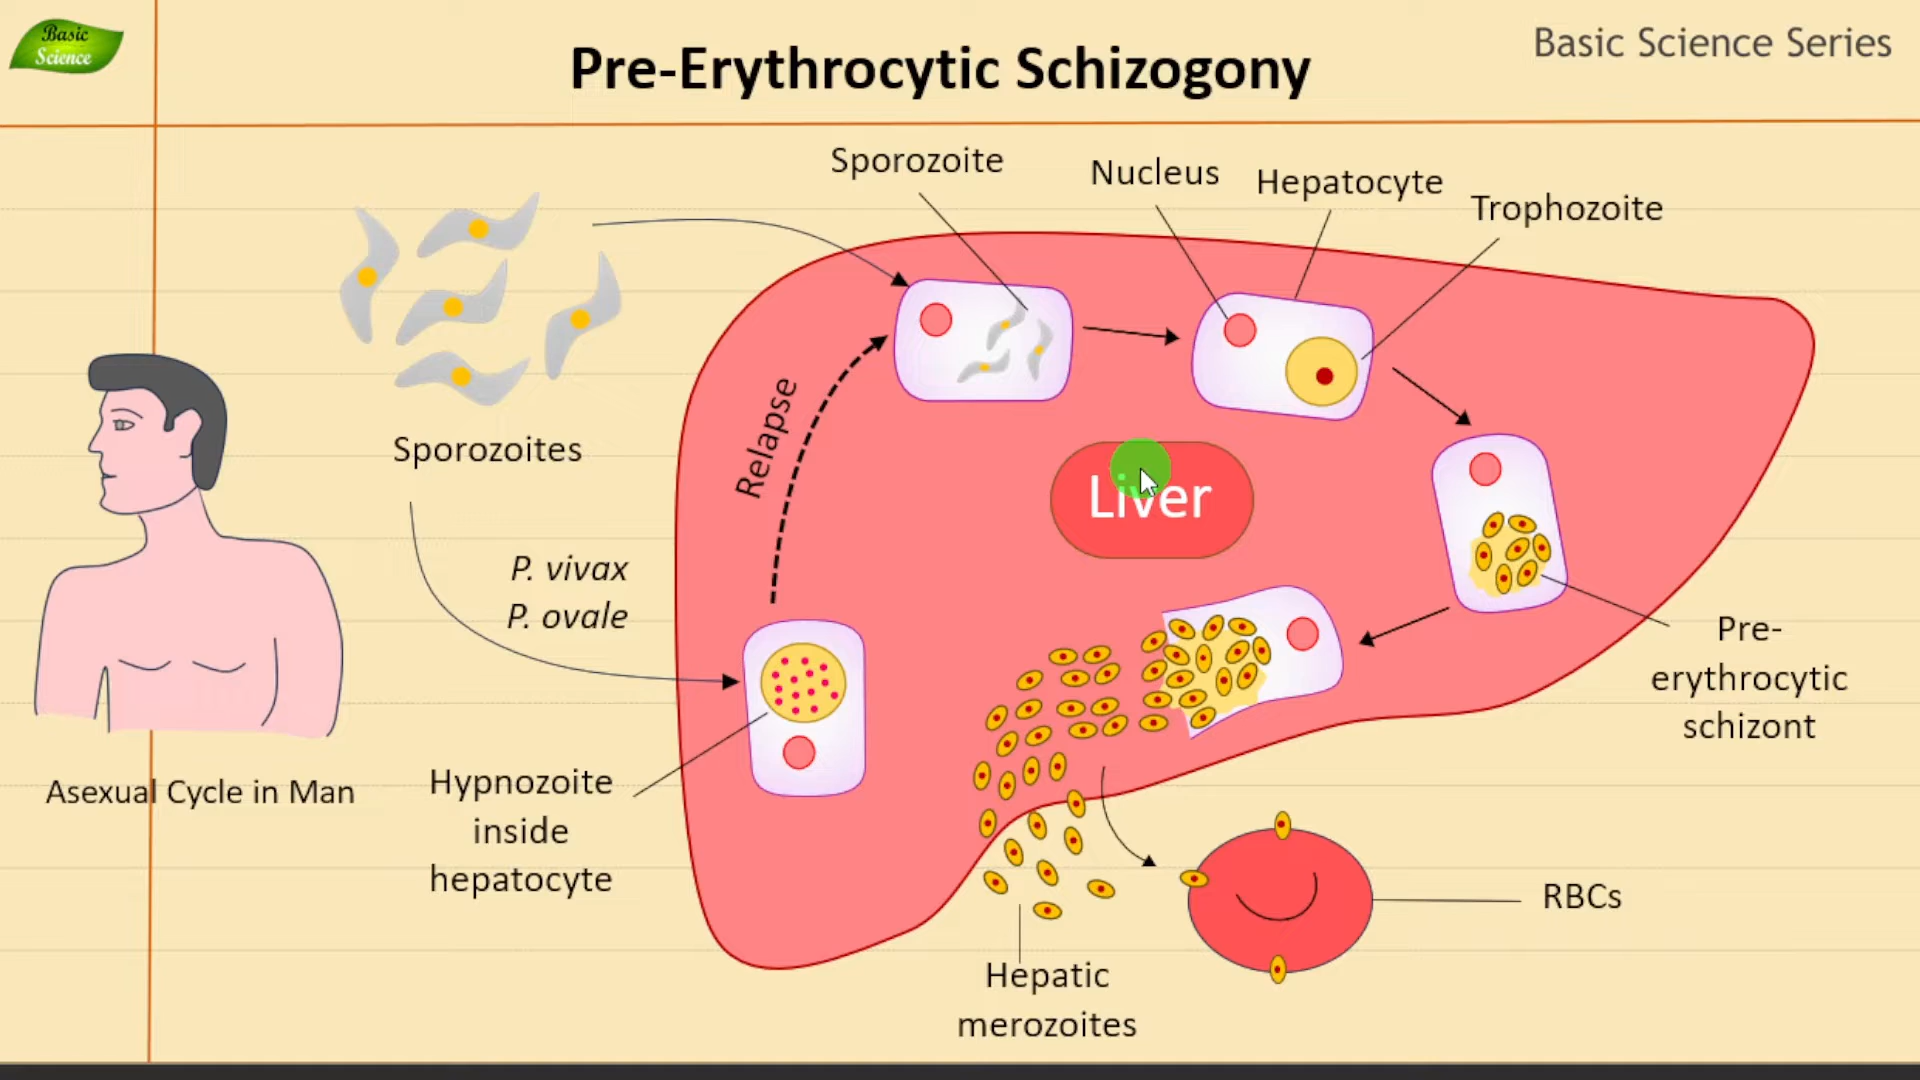 Basic
Science
Pre-Erythrocytic Schizogony
Basic Science Series
Sporozoite
Nucleus
Hepatocyte
Trophozoite
Sporozoites
Relapse
Liver
P. vivax
P. ovale
Pre-
erythrocytic
schizont
Asexual Cycle in Man
Hypnozoite
inside
hepatocyte
RBCs
Hepatic
merozoites